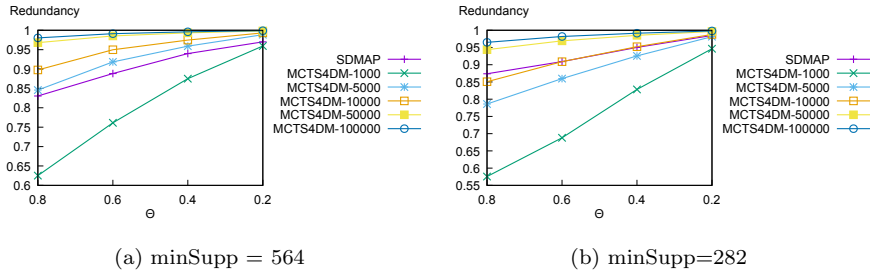 Redundancy
1
0.95
0.9
0.85
0.8
0.75
0.7
0.65
0.6
0.8 0.6 0.4 0.2
Θ
SDMAP
MCTS4DM-1000
MCTS4DM-5000
MCTS4DM-10000
MCTS4DM-50000
MCTS4DM-100000
(a) minSupp = 564
Redundancy
1
0.95
0.9
0.85
0.8
0.75
0.7
0.65
0.6
0.55
0.8 0.6 0.4 0.2
Θ
SDMAP
MCTS4DM-1000
MCTS4DM-5000
MCTS4DM-10000
MCTS4DM-50000
MCTS4DM-100000
(b) minSupp=282